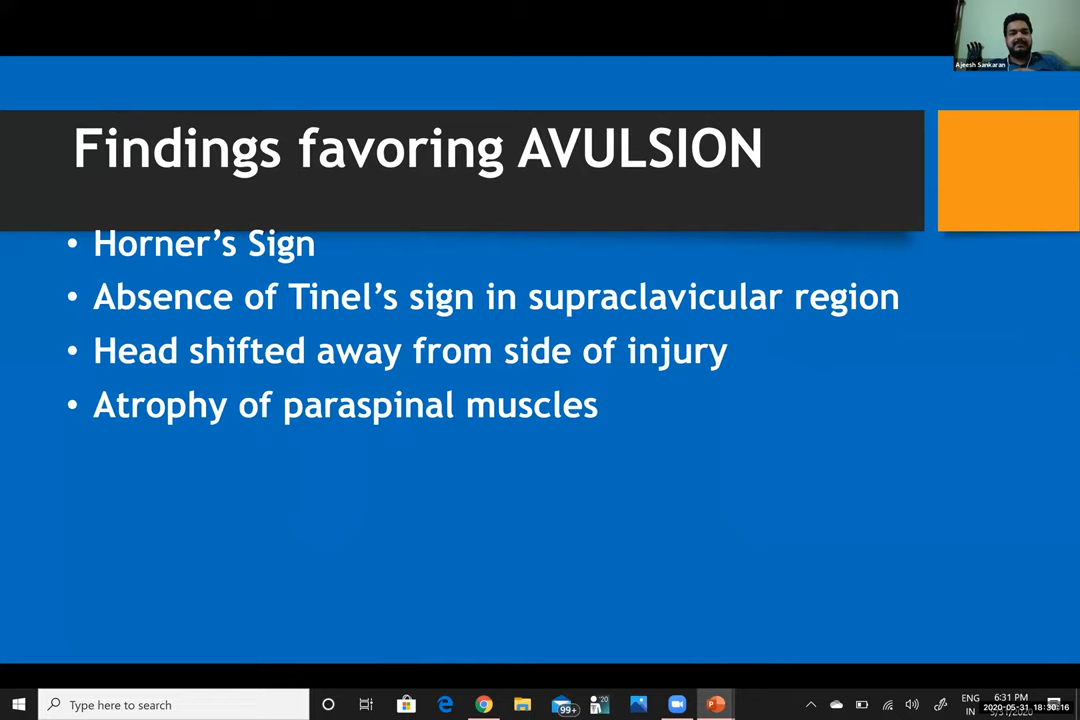 Ajeesh Sankaran
Findings favoring AVULSION
• Horner's Sign
• Absence of Tinel's sign in supraclavicular region
• Head shifted away from side of injury
• Atrophy of paraspinal muscles
Type here to search
99+
'20
ENG
IN
6:31 PM
2020-05-31 18:30:16